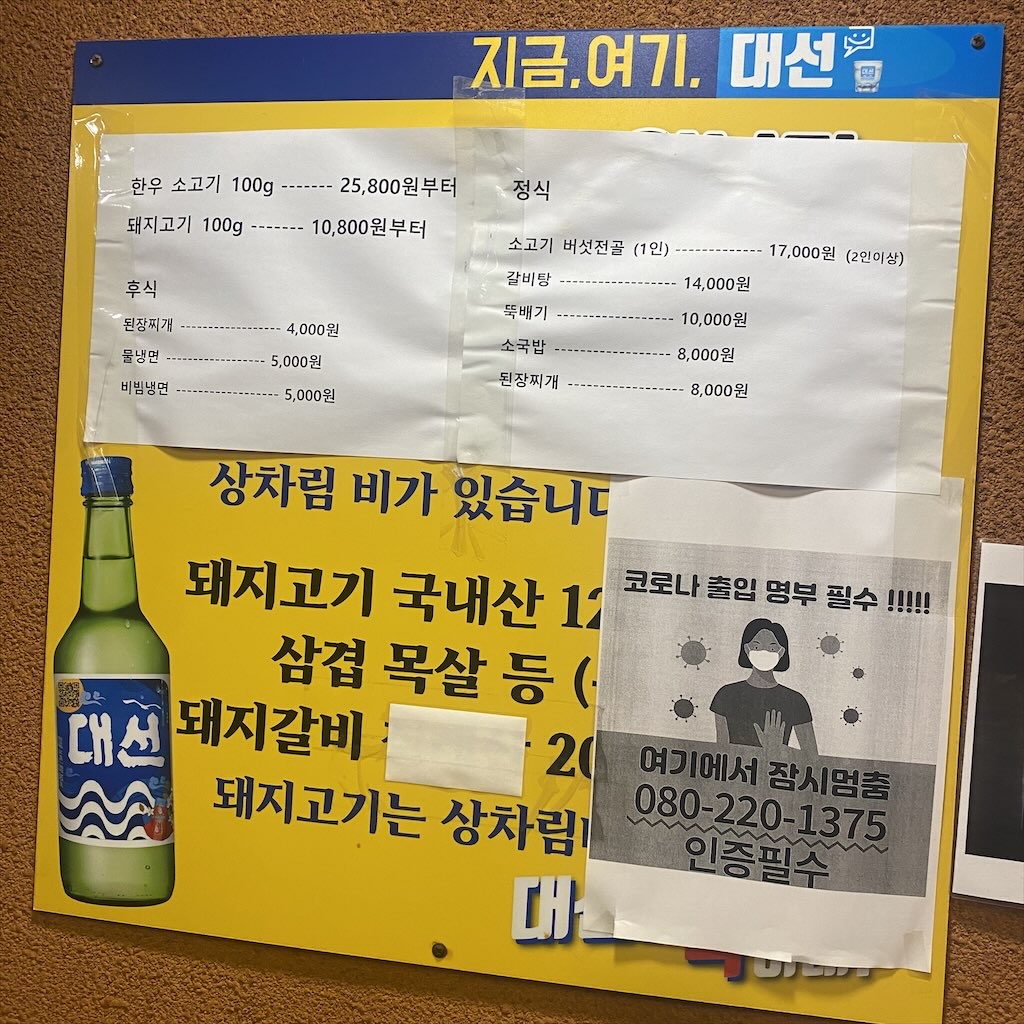 지금.여기. 대선
한우 소고기 100g ------- 25,800원부터
돼지고기 100g ------- 10,800원부터
후식
된장찌개 ----------------- 4,000원
물냉면 ----------------- 5,000원
비빔냉면 ----------------- 5,000원
정식
소고기 버섯전골 (1인) -------------- 17,000원 (2인이상)
갈비탕 ------------------- 14,000원
뚝배기 ------------------- 10,000원
소국밥 ------------------- 8,000원
된장찌개 ------------------- 8,000원
상차림 비가 있습니다
돼지고기 국내산 12
삼겹 목살 등 (
돼지갈비 20
돼지고기는 상차림
대선
코로나 출입 명부 필수 !!!!!
여기에서 잠시멈춤
080-220-1375
인증필수